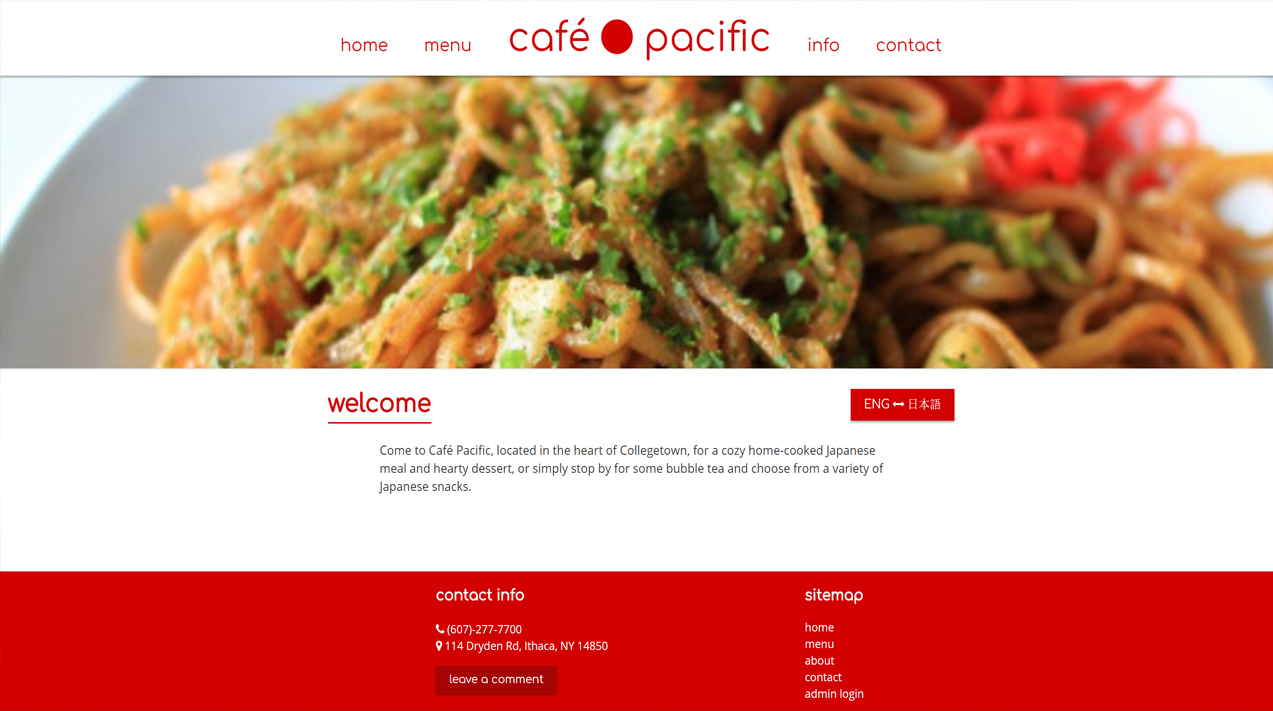 home
menu
café pacific
info
contact
welcome
ENG ↔ 日本語
Come to Café Pacific, located in the heart of Collegetown, for a cozy home-cooked Japanese
meal and hearty dessert, or simply stop by for some bubble tea and choose from a variety of
Japanese snacks.
contact info
(607)-277-7700
114 Dryden Rd, Ithaca, NY 14850
leave a comment
sitemap
home
menu
about
contact
admin login